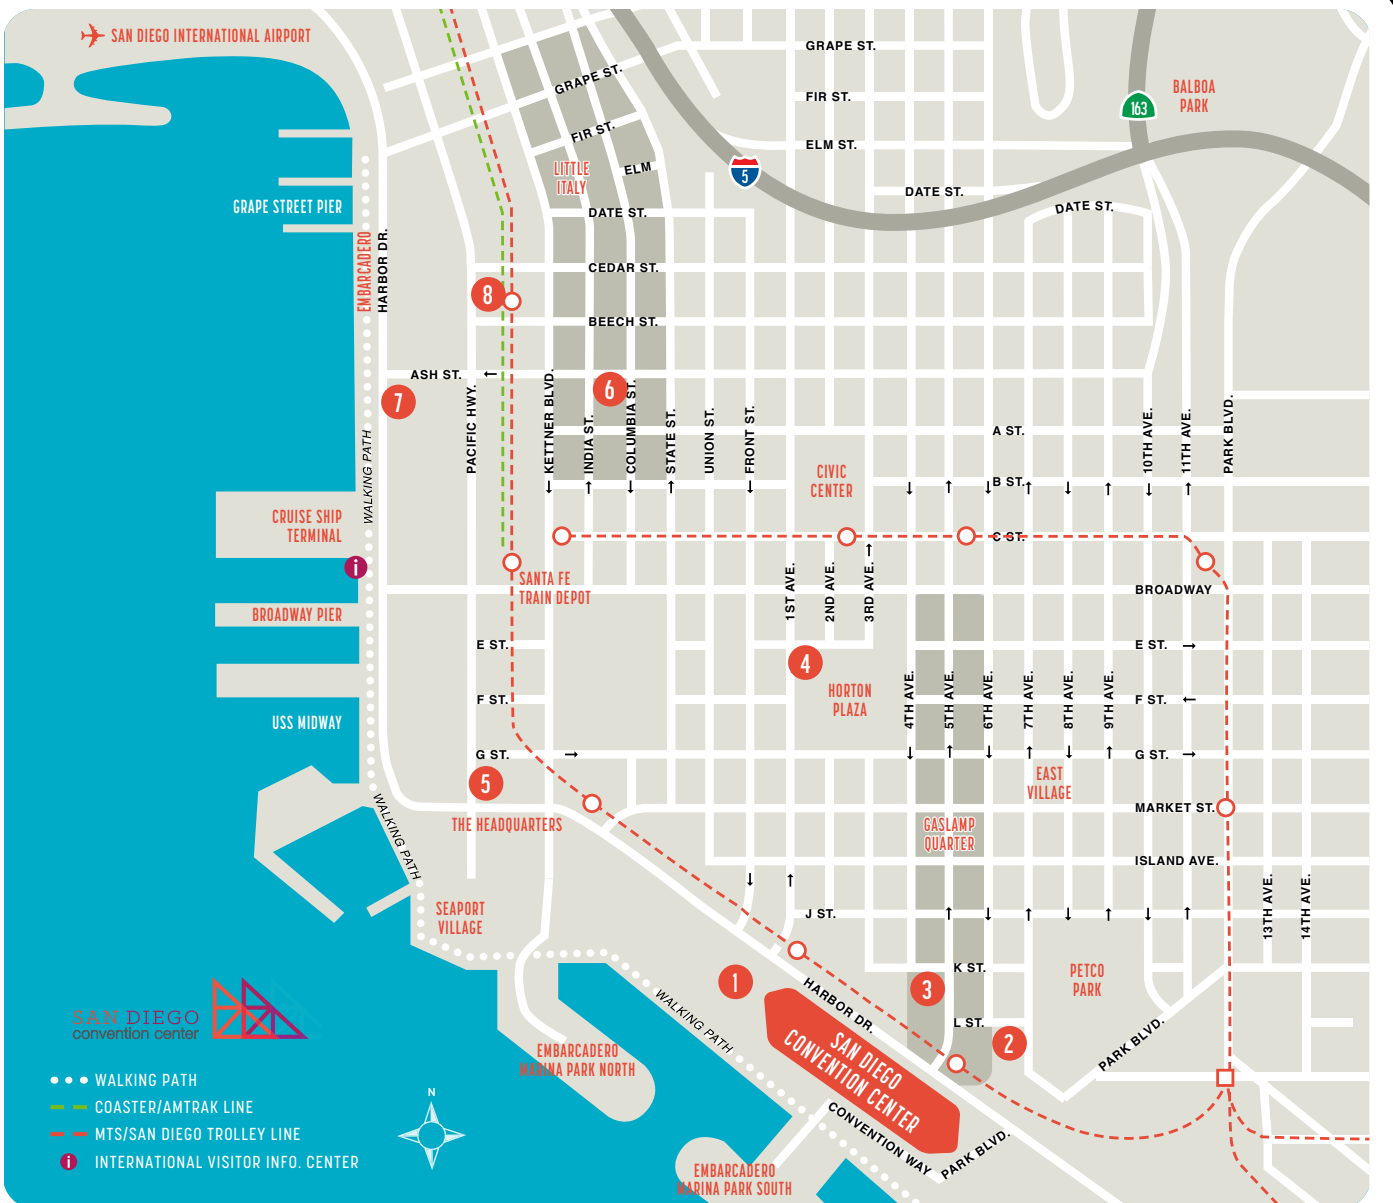 SAN DIEGO INTERNATIONAL AIRPORT
GRAPE ST.
FIR ST.
ELM ST.
DATE ST.
DATE ST.
163
BALBOA
PARK
5
GRAPE ST.
FIR ST.
ELM
LITTLE
ITALY
DATE ST.
CEDAR ST.
BEECH ST.
GRAPE STREET PIER
EMBARCADERO
HARBOR DR.
8
ASH ST.
7
6
PACIFIC HWY.
KETTNER BLVD.
INDIA ST.
COLUMBIA ST.
STATE ST.
UNION ST.
FRONT ST.
A ST.
B ST.
C ST.
10TH AVE.
11TH AVE.
PARK BLVD.
CIVIC
CENTER
WALKING PATH
CRUISE SHIP
TERMINAL
i
BROADWAY PIER
SANTA FE
TRAIN DEPOT
1ST AVE.
2ND AVE.
3RD AVE.
BROADWAY
E ST.
E ST.
4
HORTON
PLAZA
F ST.
F ST.
4TH AVE.
5TH AVE.
6TH AVE.
7TH AVE.
8TH AVE.
9TH AVE.
USS MIDWAY
G ST.
G ST.
5
THE HEADQUARTERS
EAST
VILLAGE
MARKET ST.
GASLAMP
QUARTER
ISLAND AVE.
WALKING PATH
SEAPORT
VILLAGE
J ST.
13TH AVE.
14TH AVE.
K ST.
PETCO
PARK
1
3
HARBOR DR.
L ST.
2
PARK BLVD.
WALKING PATH
SAN DIEGO
CONVENTION CENTER
EMBARCADERO
MARINA PARK NORTH
CONVENTION WAY
PARK BLVD.
EMBARCADERO
MARINA PARK SOUTH
SAN DIEGO
convention center
WALKING PATH
COASTER/AMTRAK LINE
MTS/SAN DIEGO TROLLEY LINE
i INTERNATIONAL VISITOR INFO. CENTER
N